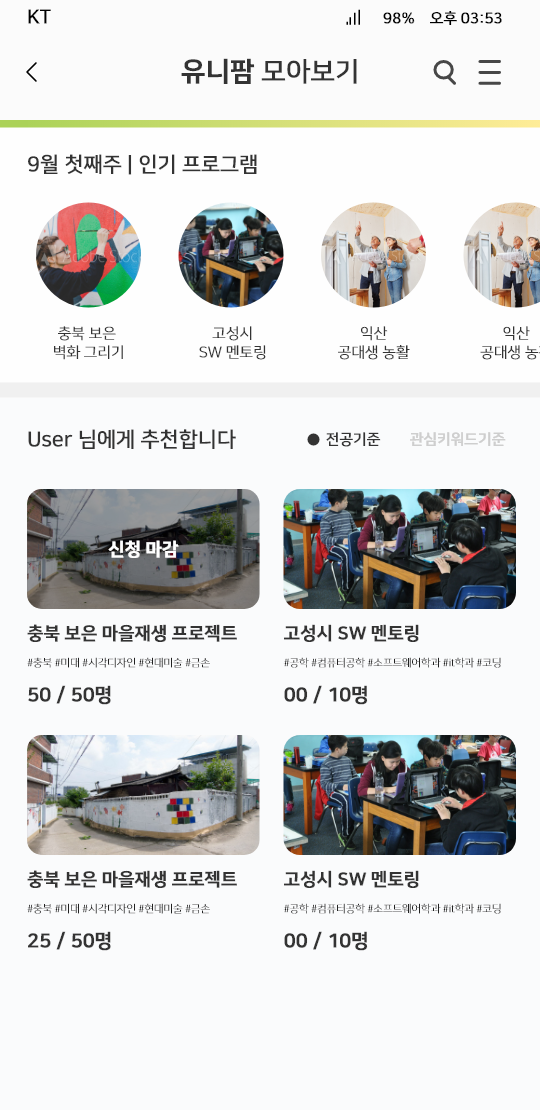 KT 98% 오후 03:53
유니팜 모아보기
9월 첫째주 | 인기 프로그램
Adobe Stock
충북 보은
벽화 그리기
고성시
SW 멘토링
익산
공대생 농활
익산
공대생 농
User 님에게 추천합니다
전공기준 관심키워드기준
신청 마감
충북 보은 마을재생 프로젝트
#충북 #미대 #시각디자인 #현대미술 #금손
50 / 50명
고성시 SW 멘토링
#공학 #컴퓨터공학 #소프트웨어학과 #it학과 #코딩
00 / 10명
충북 보은 마을재생 프로젝트
#충북 #미대 #시각디자인 #현대미술 #금손
25 / 50명
고성시 SW 멘토링
#공학 #컴퓨터공학 #소프트웨어학과 #it학과 #코딩
00 / 10명